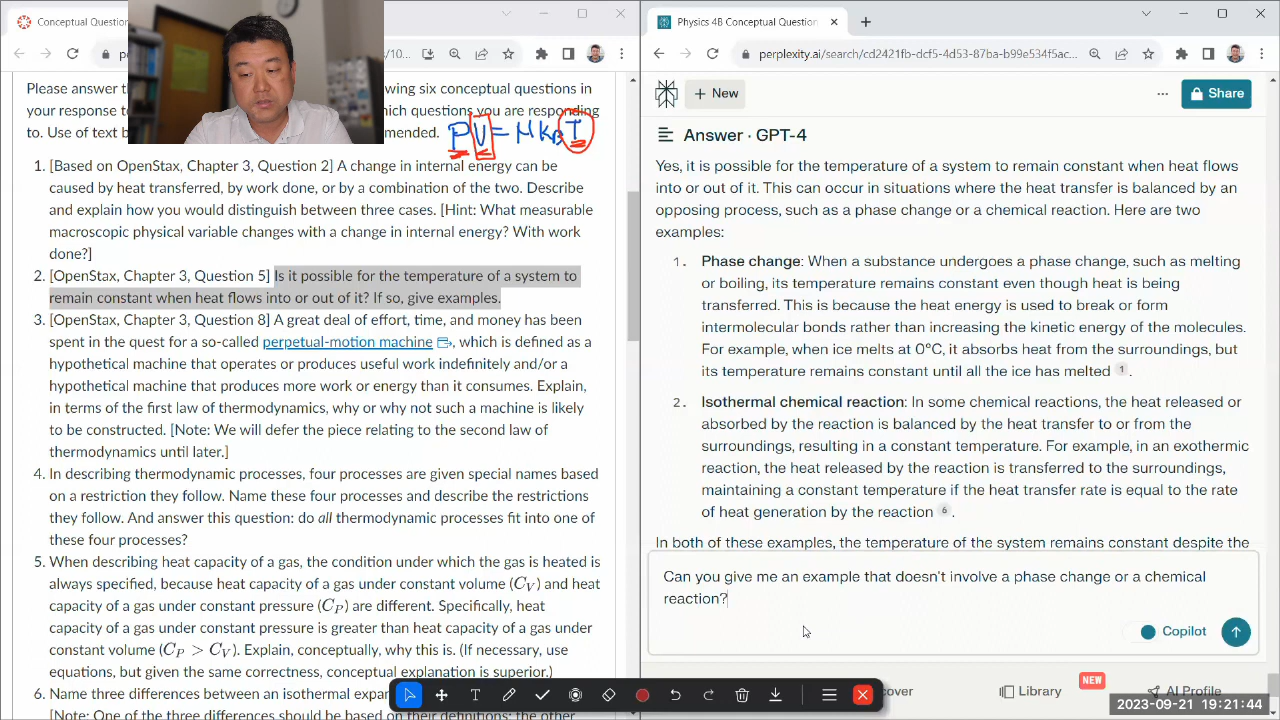 Conceptual Question
Physics 4B Conceptual Question
/10...
perplexity.ai/search/cd2421fb-dcf5-4d53-87ba-b99e534f5ac...
Please answer th
wing six conceptual questions in
your response to
hich questions you are responding
to. Use of text b
mmended.
PV=NKBT
1. [Based on OpenStax, Chapter 3, Question 2] A change in internal energy can be
caused by heat transferred, by work done, or by a combination of the two. Describe
and explain how you would distinguish between three cases. [Hint: What measurable
macroscopic physical variable changes with a change in internal energy? With work
done?]
2. [OpenStax, Chapter 3, Question 5] Is it possible for the temperature of a system to
remain constant when heat flows into or out of it? If so, give examples.
3. [OpenStax, Chapter 3, Question 8] A great deal of effort, time, and money has been
spent in the quest for a so-called perpetual-motion machine, which is defined as a
hypothetical machine that operates or produces useful work indefinitely and/or a
hypothetical machine that produces more work or energy than it consumes. Explain,
in terms of the first law of thermodynamics, why or why not such a machine is likely
to be constructed. [Note: We will defer the piece relating to the second law of
thermodynamics until later.]
4. In describing thermodynamic processes, four processes are given special names based
on a restriction they follow. Name these four processes and describe the restrictions
they follow. And answer this question: do all thermodynamic processes fit into one of
these four processes?
5. When describing heat capacity of a gas, the condition under which the gas is heated is
always specified, because heat capacity of a gas under constant volume (CV) and heat
capacity of a gas under constant pressure (CP) are different. Specifically, heat
capacity of a gas under constant pressure is greater than heat capacity of a gas under
constant volume (CP > CV). Explain, conceptually, why this is. (If necessary, use
equations, but given the same correctness, conceptual explanation is superior.)
6. Name three differences between an isothermal expan
[Note: One of the three differences should be based on their definitions; the other
+ New
Share
Answer · GPT-4
Yes, it is possible for the temperature of a system to remain constant when heat flows
into or out of it. This can occur in situations where the heat transfer is balanced by an
opposing process, such as a phase change or a chemical reaction. Here are two
examples:
1. Phase change: When a substance undergoes a phase change, such as melting
or boiling, its temperature remains constant even though heat is being
transferred. This is because the heat energy is used to break or form
intermolecular bonds rather than increasing the kinetic energy of the molecules.
For example, when ice melts at 0°C, it absorbs heat from the surroundings, but
its temperature remains constant until all the ice has melted 1 .
2. Isothermal chemical reaction: In some chemical reactions, the heat released or
absorbed by the reaction is balanced by the heat transfer to or from the
surroundings, resulting in a constant temperature. For example, in an exothermic
reaction, the heat released by the reaction is transferred to the surroundings,
maintaining a constant temperature if the heat transfer rate is equal to the rate
of heat generation by the reaction 6 .
In both of these examples, the temperature of the system remains constant despite the
Can you give me an example that doesn't involve a phase change or a chemical
reaction?
Copilot
cover
Library
NEW
AI Profile
2023-09-21 19:21:44